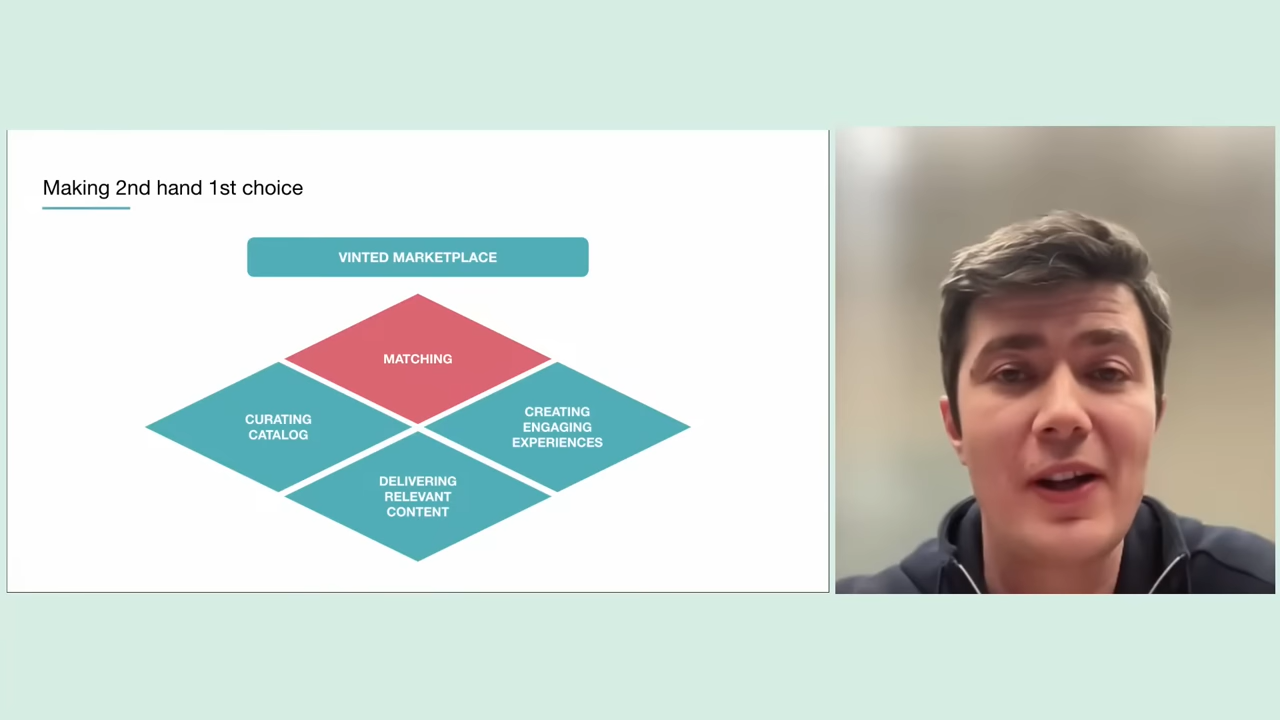 Making 2nd hand 1st choice
VINTED MARKETPLACE
MATCHING
CURATING
CATALOG
CREATING
ENGAGING
EXPERIENCES
DELIVERING
RELEVANT
CONTENT